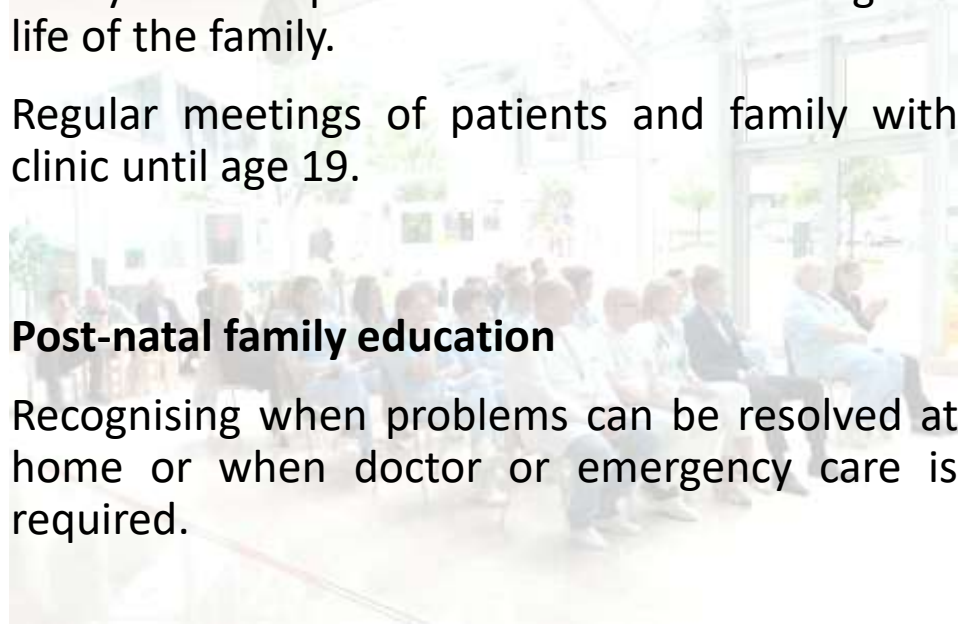 life of the family.
Regular meetings of patients and family with
clinic until age 19.
Post-natal family education
Recognising when problems can be resolved at
home or when doctor or emergency care is
required.